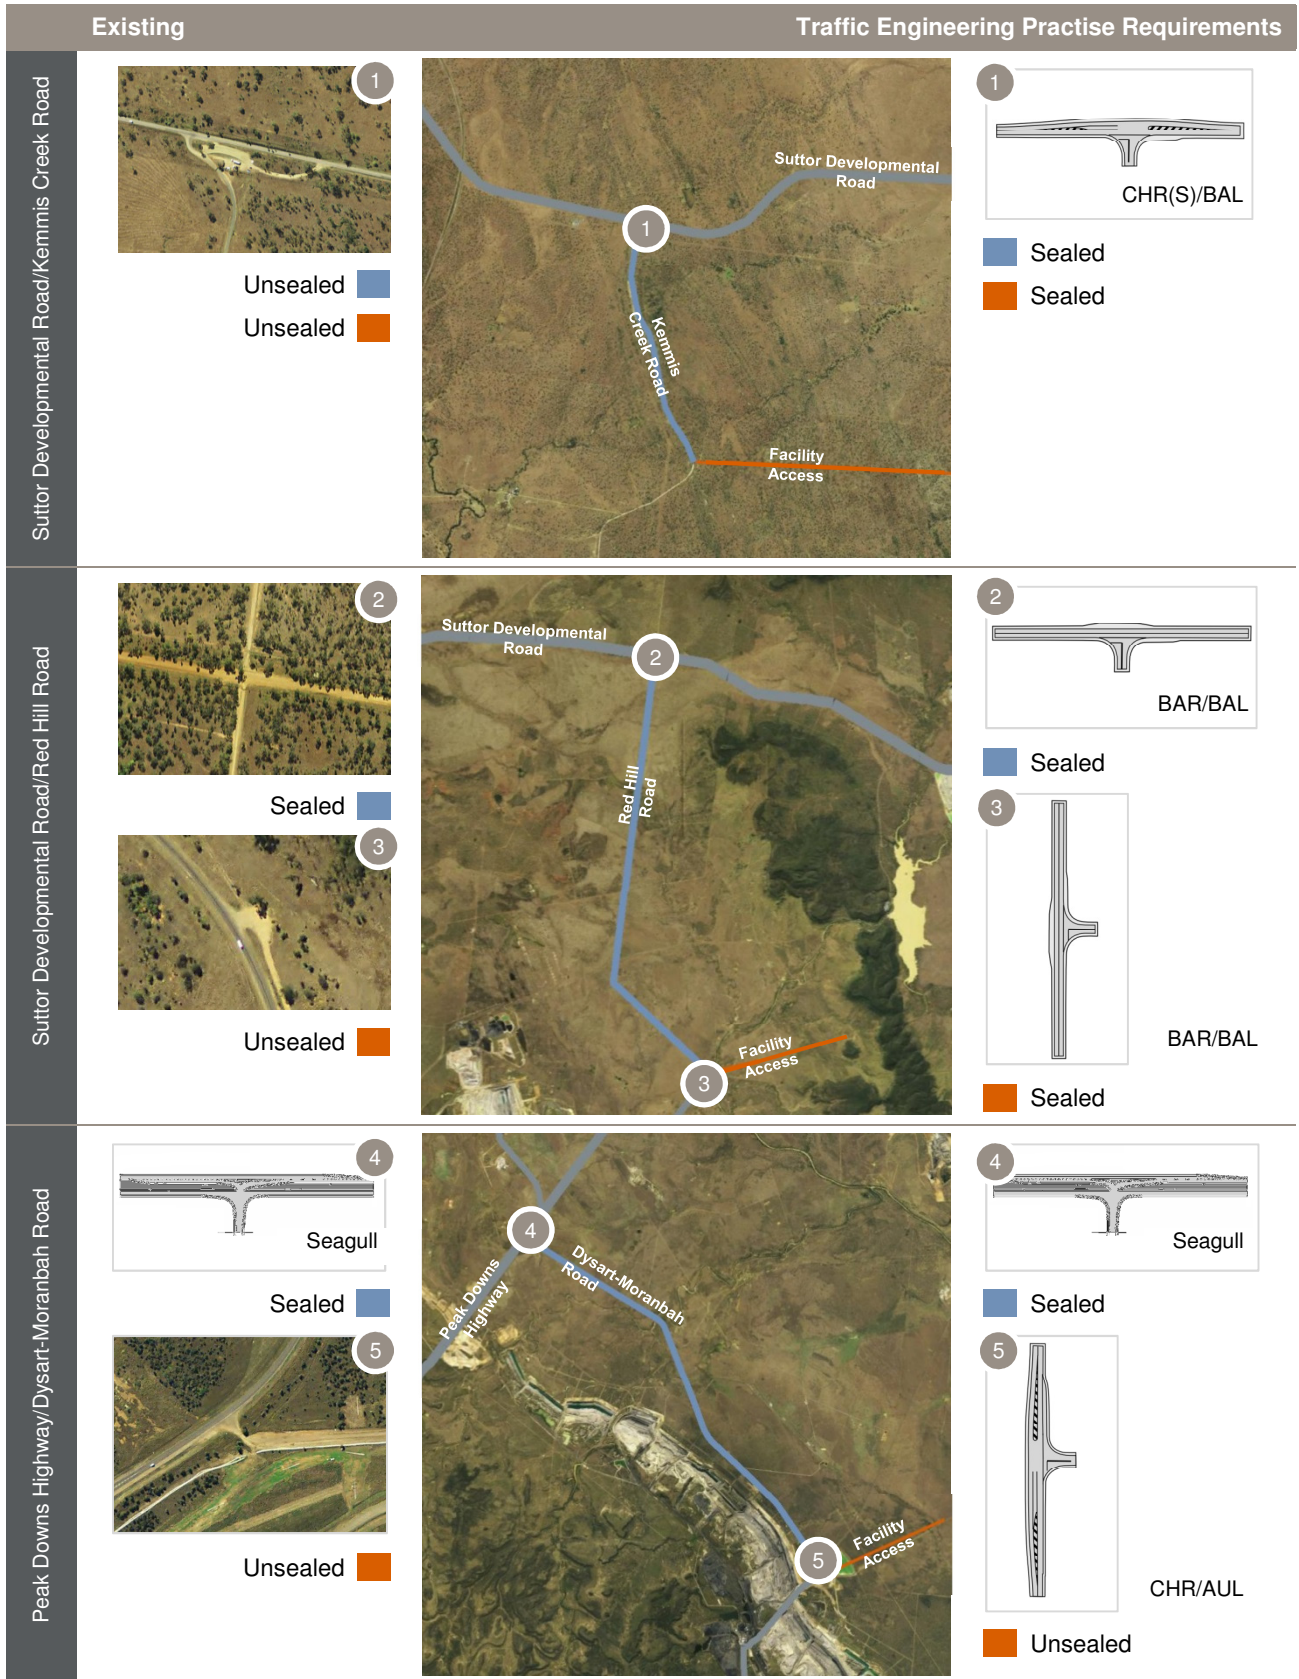 Existing
Traffic Engineering Practise Requirements
Suttor Developmental Road/Kemmis Creek Road
1
Unsealed
Unsealed
Suttor Developmental
Road
1
Kemmis
Creek Road
Facility
Access
1
CHR(S)/BAL
Sealed
Sealed
Suttor Developmental Road/Red Hill Road
2
Sealed
3
Unsealed
Suttor Developmental
Road
2
Red Hill
Road
Facility
Access
3
2
BAR/BAL
Sealed
3
BAR/BAL
Sealed
Peak Downs Highway/Dysart-Moranbah Road
4
Seagull
Sealed
5
Unsealed
4
Dysart-Moranbah
Road
Peak Downs
Highway
Facility
Access
5
4
Seagull
Sealed
5
CHR/AUL
Unsealed